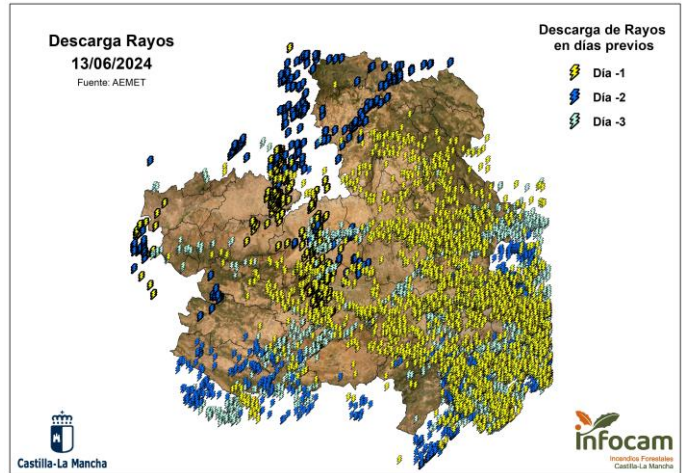 Descarga Rayos
13/06/2024
Fuente: AEMET
Descarga de Rayos
en días previos
Día -1
Día -2
Día -3
Castilla-La Mancha
infocam
Incendios Forestales
Castilla-La Mancha